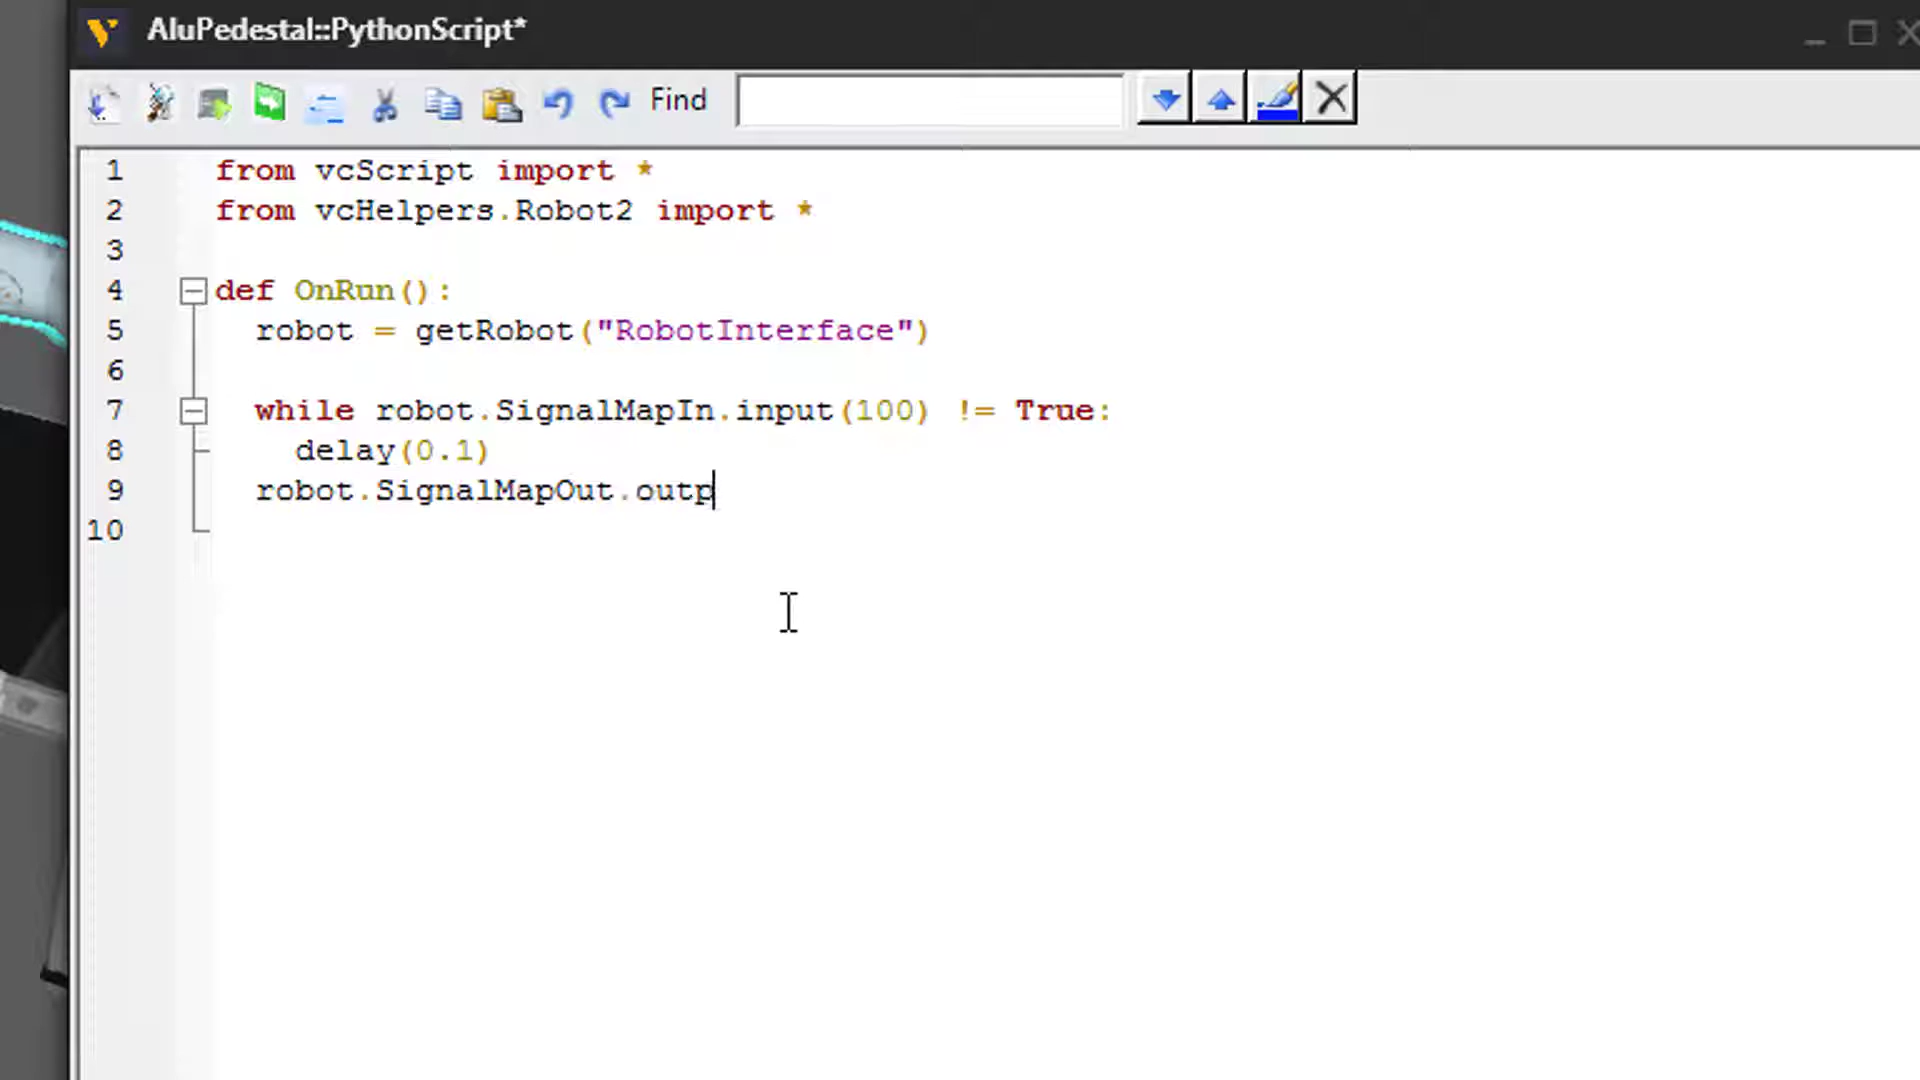 AluPedestal::PythonScript*
Find
1 from vcScript import *
2 from vcHelpers.Robot2 import *
3
4 def OnRun():
5 robot = getRobot("RobotInterface")
6
7 while robot.SignalMapIn.input(100) != True:
8 delay(0.1)
9 robot.SignalMapOut.outp
10